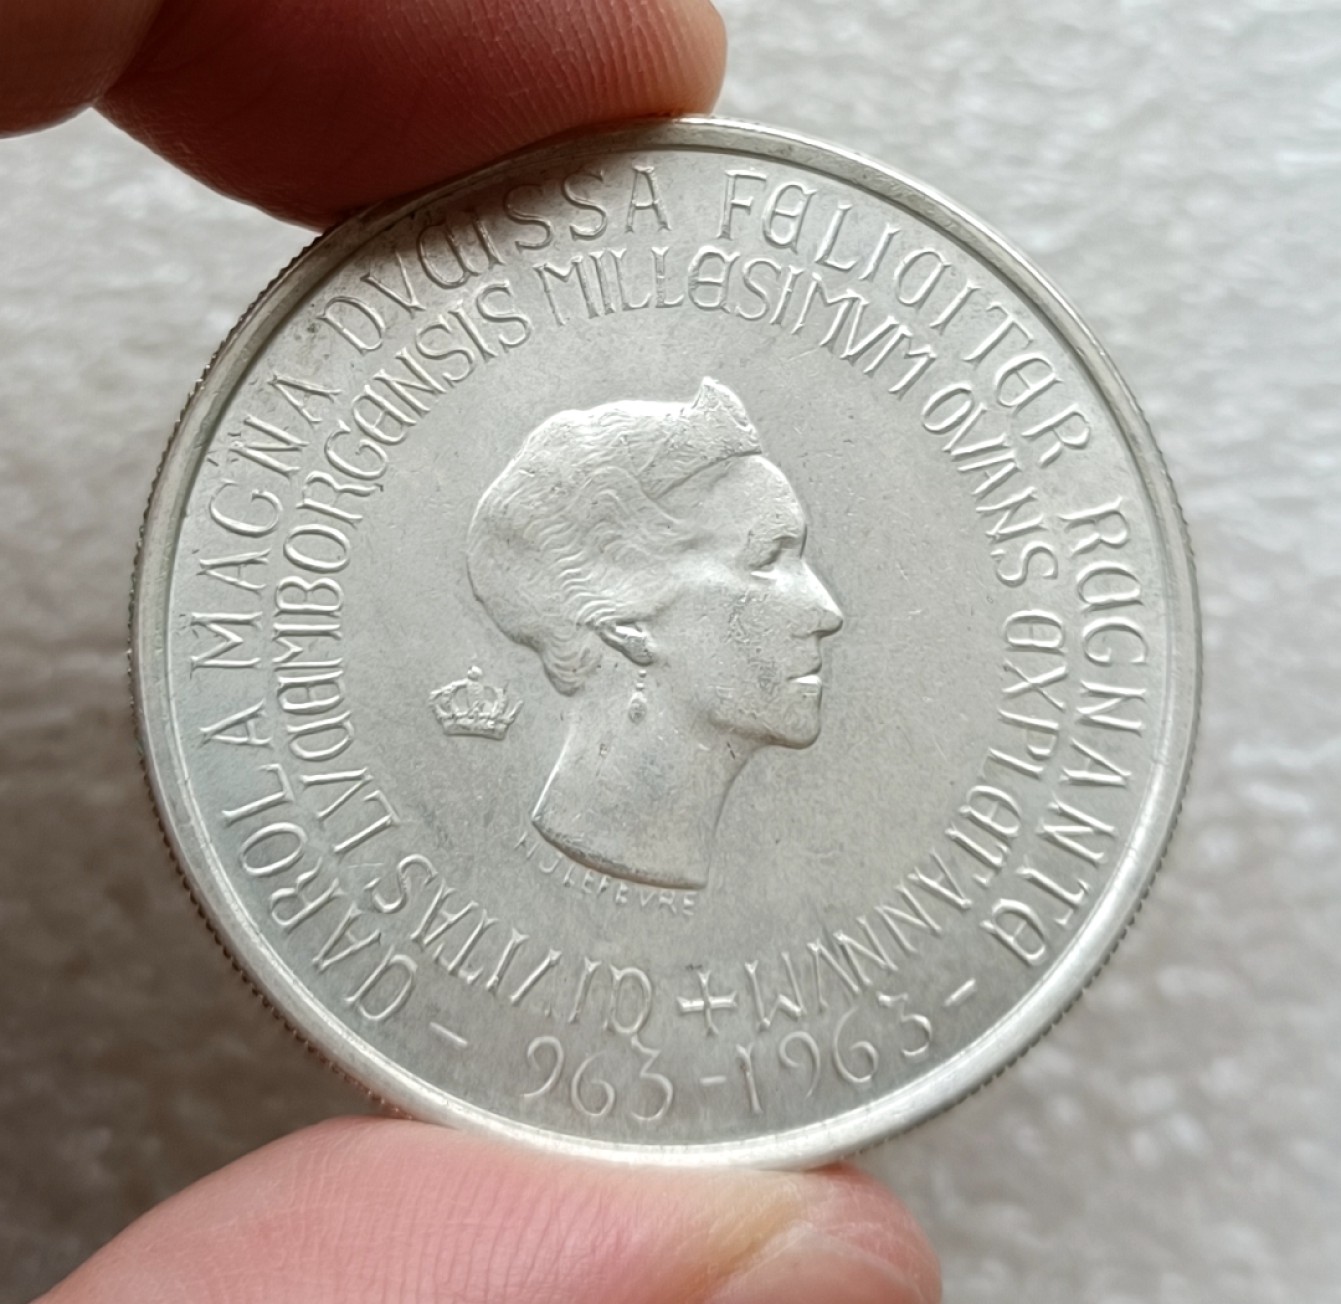 CAROLA MAGNA DVCISSA FELICITER REGNANTE
- 963 - 1963 -
CIVITAS LVCEMBORGENSIS MILLESIMVM OVANS EXPLET ANNVM +
N.J LEFEVRE